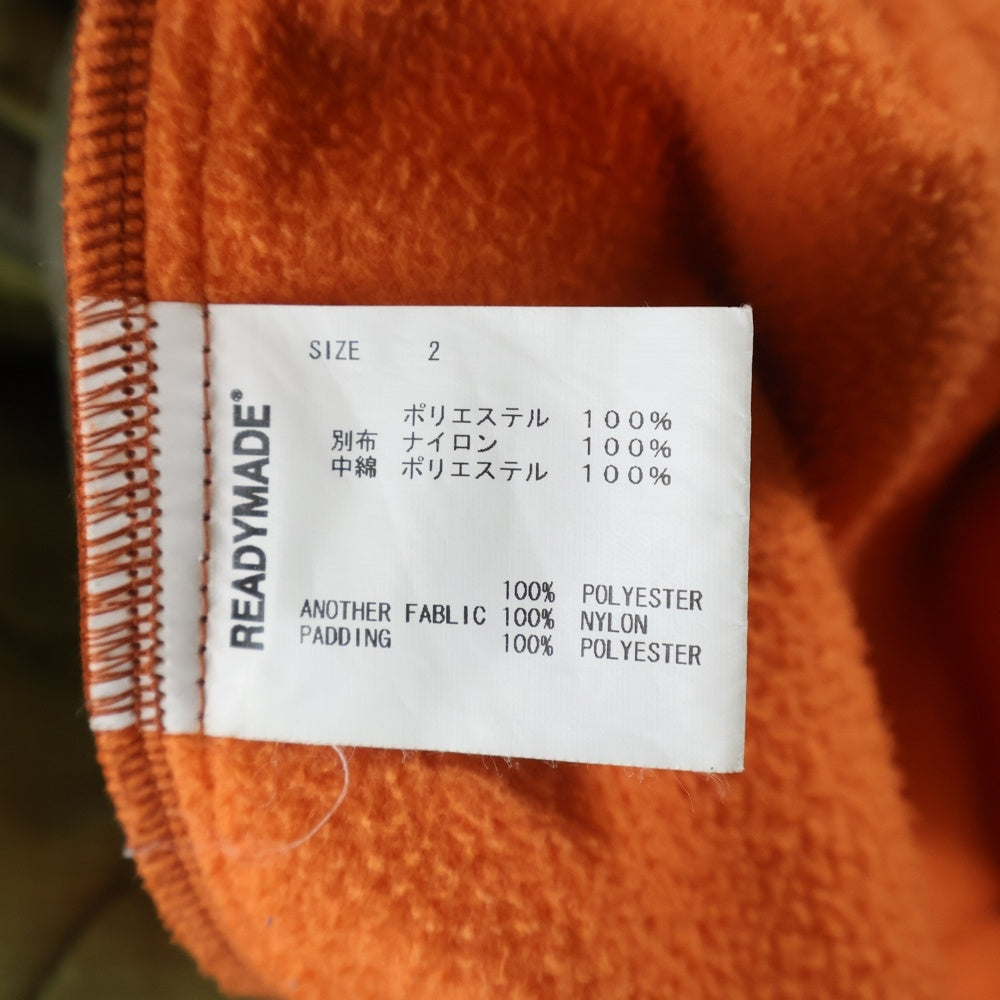 SIZE 2
ポリエステル 100%
別布 ナイロン 100%
中綿 ポリエステル 100%
100% POLYESTER
ANOTHER FABLIC 100% NYLON
PADDING 100% POLYESTER
READYMADE®